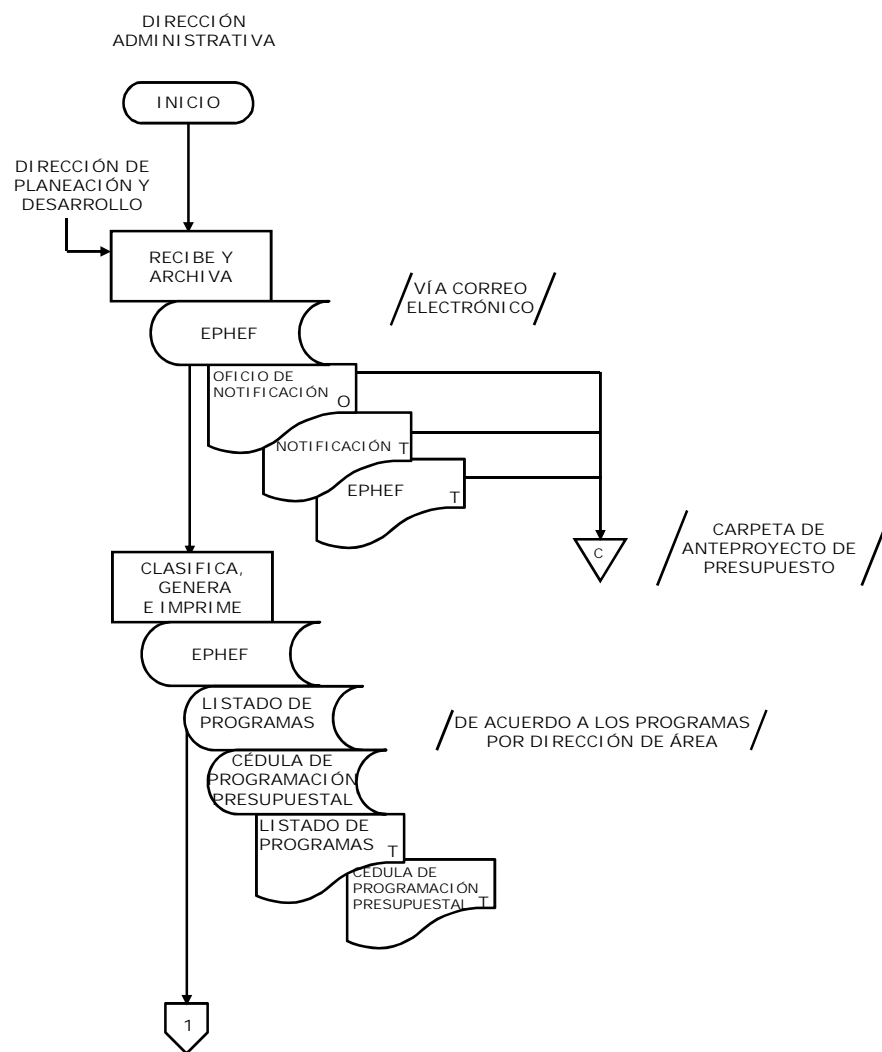 DIRECCIÓN
ADMINISTRATIVA
INICIO
DIRECCIÓN DE
PLANEACIÓN Y
DESARROLLO
RECIBE Y
ARCHIVA
VÍA CORREO
ELECTRÓNICO
EPHEF
OFICIO DE
NOTIFICACIÓN
O
NOTIFICACIÓN T
EPHEF
T
C
CARPETA DE
ANTEPROYECTO DE
PRESUPUESTO
CLASIFICA,
GENERA
E IMPRIME
EPHEF
LISTADO DE
PROGRAMAS
DE ACUERDO A LOS PROGRAMAS
POR DIRECCIÓN DE ÁREA
CÉDULA DE
PROGRAMACIÓN
PRESUPUESTAL
LISTADO DE
PROGRAMAS
T
CÉDULA DE
PROGRAMACIÓN
PRESUPUESTAL T
1